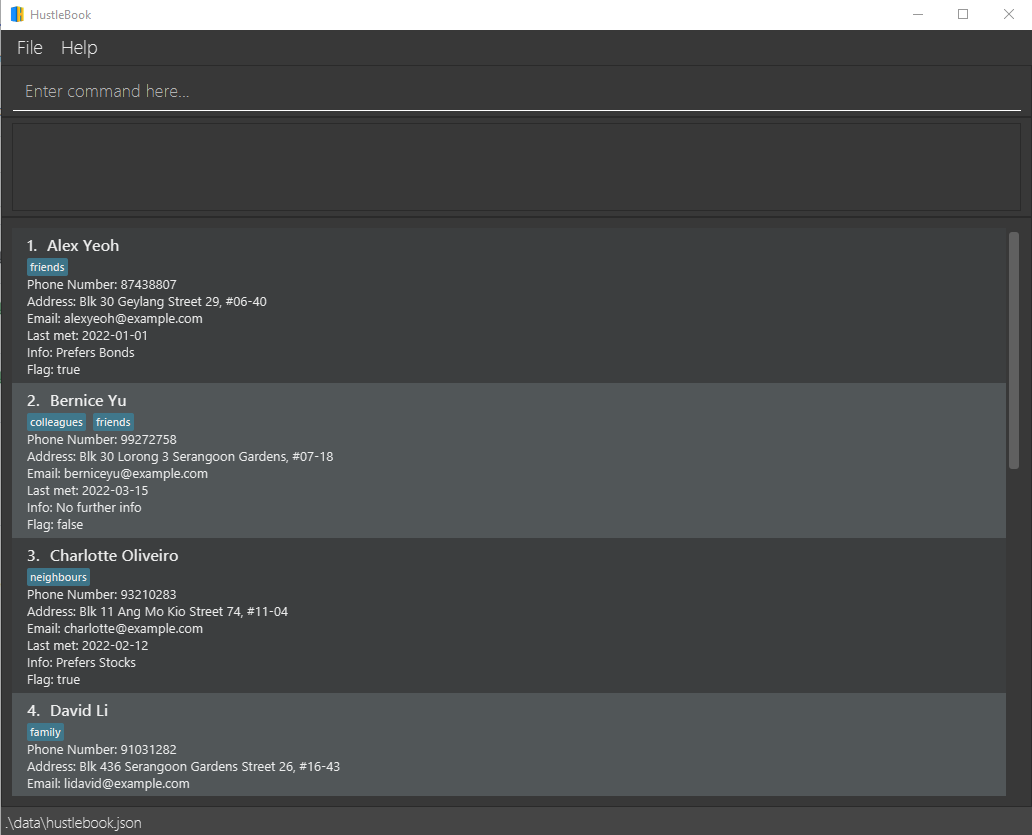 HustleBook
File Help
Enter command here...
1. Alex Yeoh
friends
Phone Number: 87438807
Address: Blk 30 Geylang Street 29, #06-40
Email: alexyeoh@example.com
Last met: 2022-01-01
Info: Prefers Bonds
Flag: true
2. Bernice Yu
colleagues friends
Phone Number: 99272758
Address: Blk 30 Lorong 3 Serangoon Gardens, #07-18
Email: berniceyu@example.com
Last met: 2022-03-15
Info: No further info
Flag: false
3. Charlotte Oliveiro
neighbours
Phone Number: 93210283
Address: Blk 11 Ang Mo Kio Street 74, #11-04
Email: charlotte@example.com
Last met: 2022-02-12
Info: Prefers Stocks
Flag: true
4. David Li
family
Phone Number: 91031282
Address: Blk 436 Serangoon Gardens Street 26, #16-43
Email: lidavid@example.com
.\data\hustlebook.json